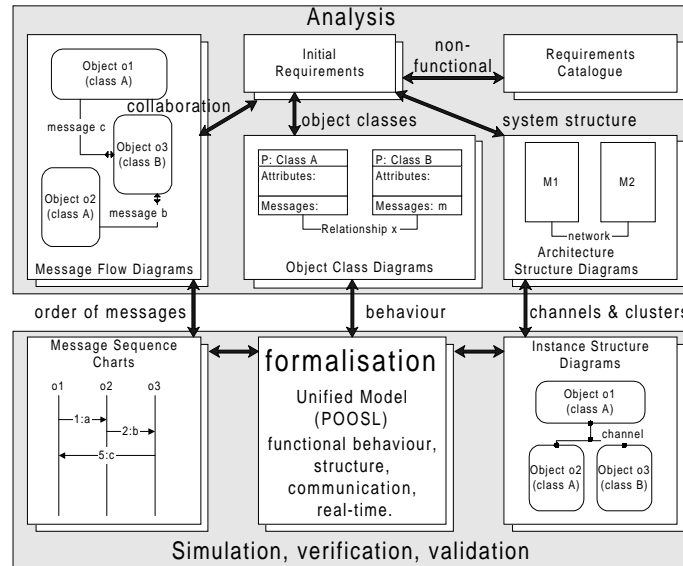 Analysis
Object o1
(class A)
message c
Object o3
(class B)
Object o2
(class A)
message b
Message Flow Diagrams
collaboration
Initial
Requirements
non-
functional
Requirements
Catalogue
object classes
system structure
P: Class A
Attributes:
Messages:
P: Class B
Attributes:
Messages: m
Relationship x
Object Class Diagrams
M1
M2
network
Architecture
Structure Diagrams
order of messages
behaviour
channels & clusters
Message Sequence
Charts
o1 o2 o3
1:a
2:b
5:c
formalisation
Unified Model
(POOSL)
functional behaviour,
structure,
communication,
real-time.
Instance Structure
Diagrams
Object o1
(class A)
channel
Object o2
(class A)
Object o3
(class B)
Simulation, verification, validation